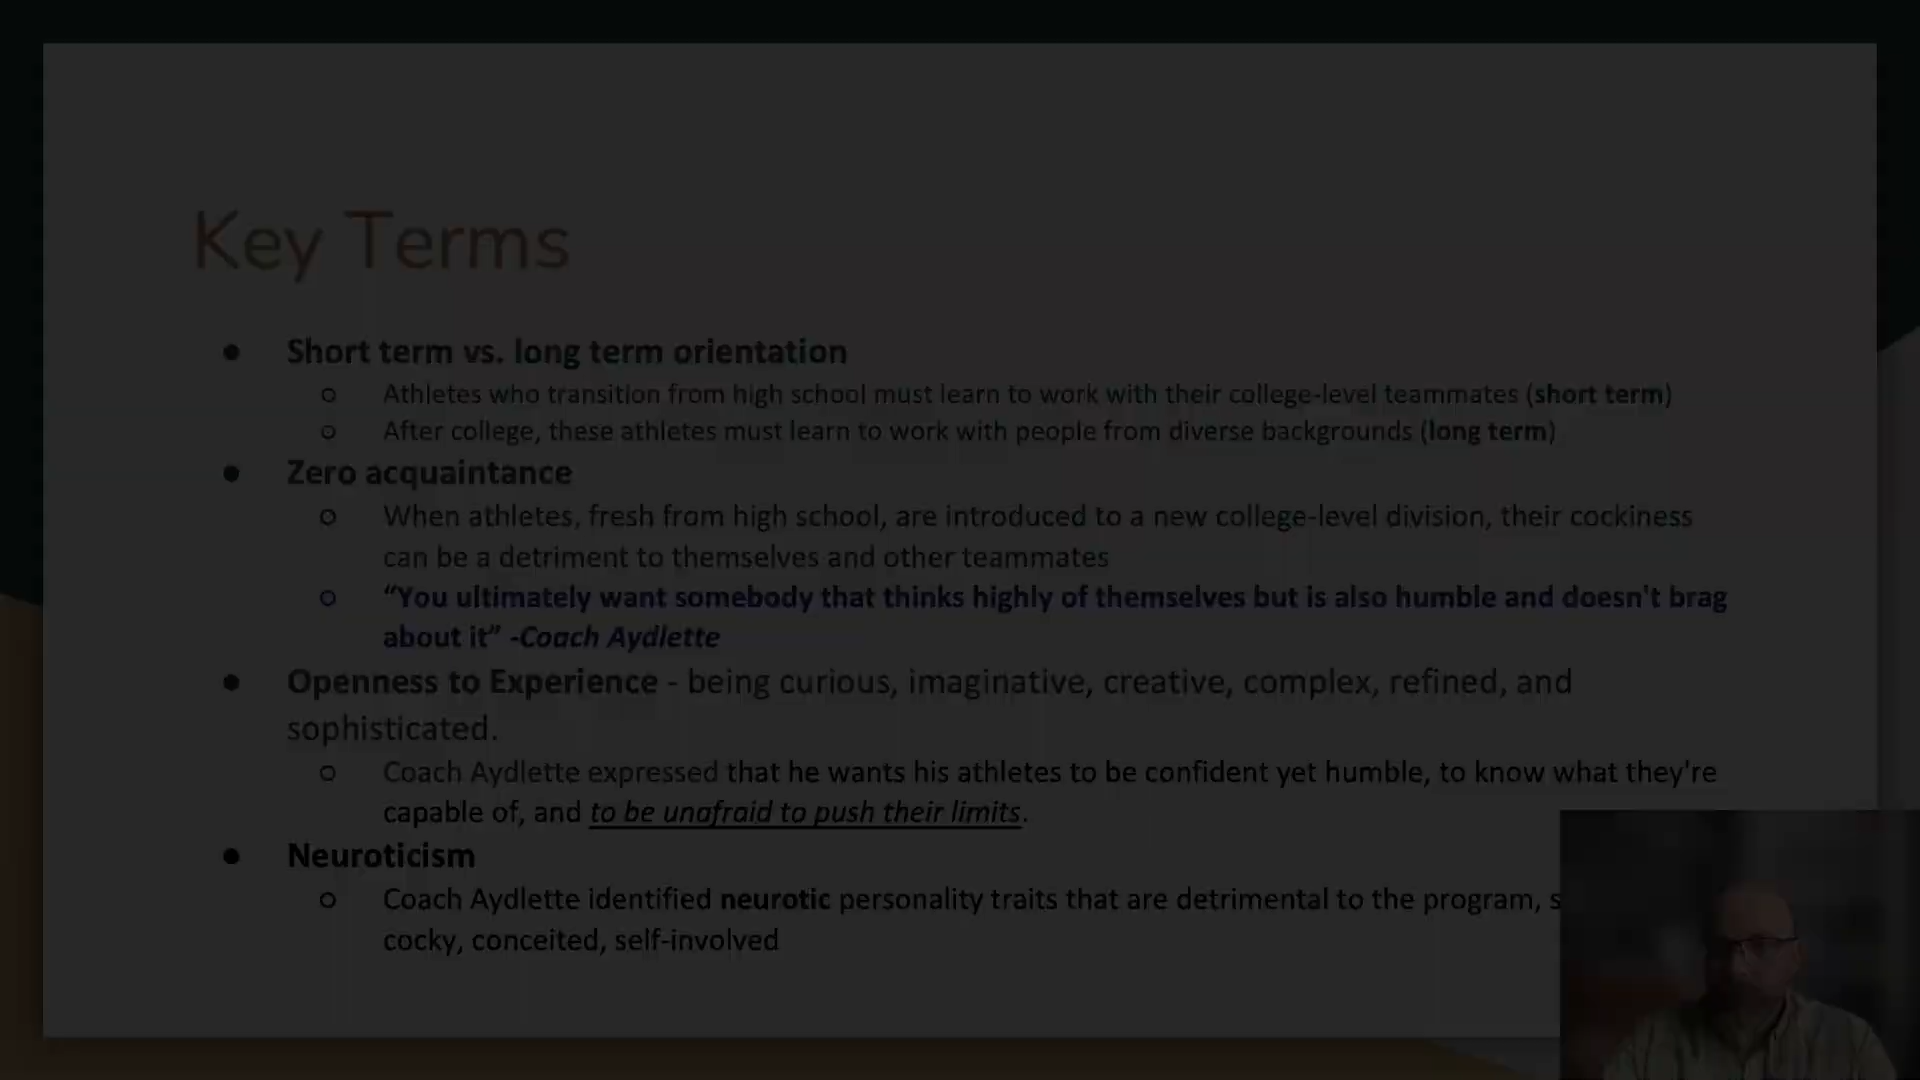 Key Terms
● Short term vs. long term orientation
○ Athletes who transition from high school must learn to work with their college-level teammates (short term)
○ After college, these athletes must learn to work with people from diverse backgrounds (long term)
● Zero acquaintance
○ When athletes, fresh from high school, are introduced to a new college-level division, their cockiness
can be a detriment to themselves and other teammates
○ “You ultimately want somebody that thinks highly of themselves but is also humble and doesn't brag
about it” -Coach Aydlette
● Openness to Experience - being curious, imaginative, creative, complex, refined, and
sophisticated.
○ Coach Aydlette expressed that he wants his athletes to be confident yet humble, to know what they're
capable of, and to be unafraid to push their limits.
● Neuroticism
○ Coach Aydlette identified neurotic personality traits that are detrimental to the program,
cocky, conceited, self-involved